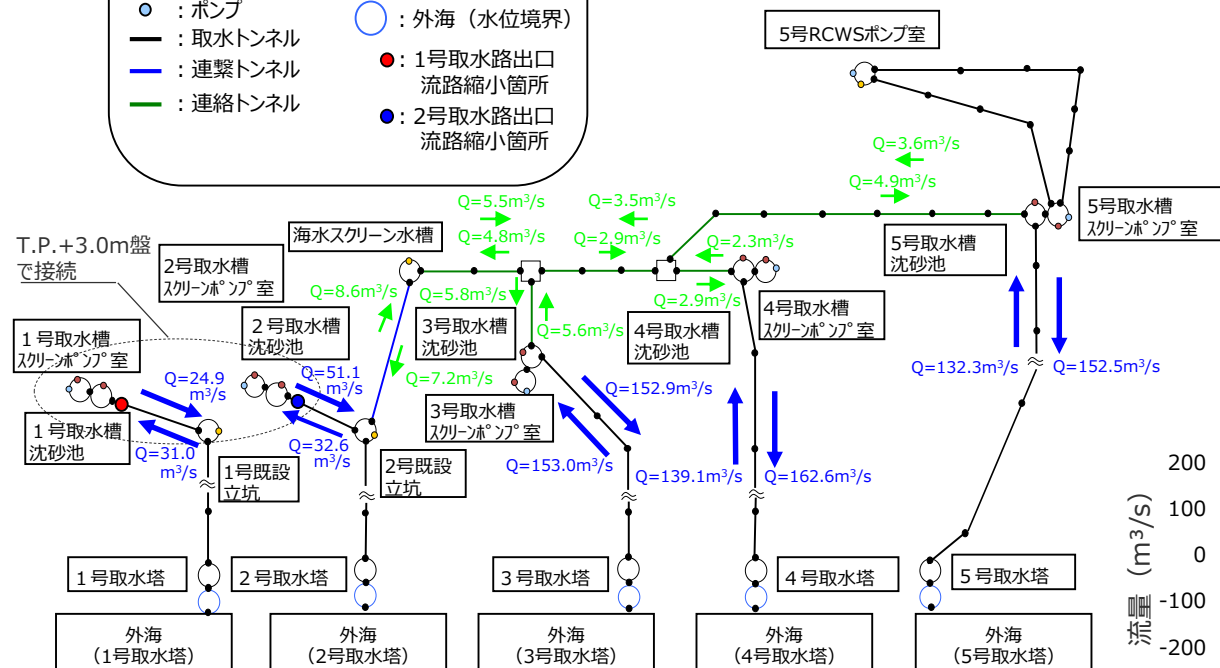 ：ポンプ
：取水トンネル
：連繋トンネル
：連絡トンネル
：外海（水位境界）
：1号取水路出口
流路縮小箇所
：2号取水路出口
流路縮小箇所
5号RCWSポンプ室
Q=3.6m³/s
Q=4.9m³/s
Q=5.5m³/s
Q=3.5m³/s
Q=4.8m³/s
Q=2.9m³/s
Q=2.3m³/s
5号取水槽
スクリーンポンプ室
5号取水槽
沈砂池
海水スクリーン水槽
T.P.+3.0m盤
で接続
2号取水槽
スクリーンポンプ室
Q=8.6m³/s
Q=5.8m³/s
Q=2.9m³/s
4号取水槽
スクリーンポンプ室
1号取水槽
スクリーンポンプ室
２号取水槽
沈砂池
3号取水槽
沈砂池
Q=5.6m³/s
4号取水槽
沈砂池
Q=24.9
m³/s
Q=51.1
m³/s
Q=7.2m³/s
Q=152.9m³/s
Q=132.3m³/s
Q=152.5m³/s
１号取水槽
沈砂池
Q=31.0
m³/s
Q=32.6
m³/s
3号取水槽
スクリーンポンプ室
1号既設
立坑
2号既設
立坑
Q=153.0m³/s
Q=139.1m³/s
Q=162.6m³/s
200
100
0
-100
-200
流量（m³/s）
１号取水塔
２号取水塔
３号取水塔
４号取水塔
５号取水塔
外海
（1号取水塔）
外海
（2号取水塔）
外海
（3号取水塔）
外海
（4号取水塔）
外海
（5号取水塔）